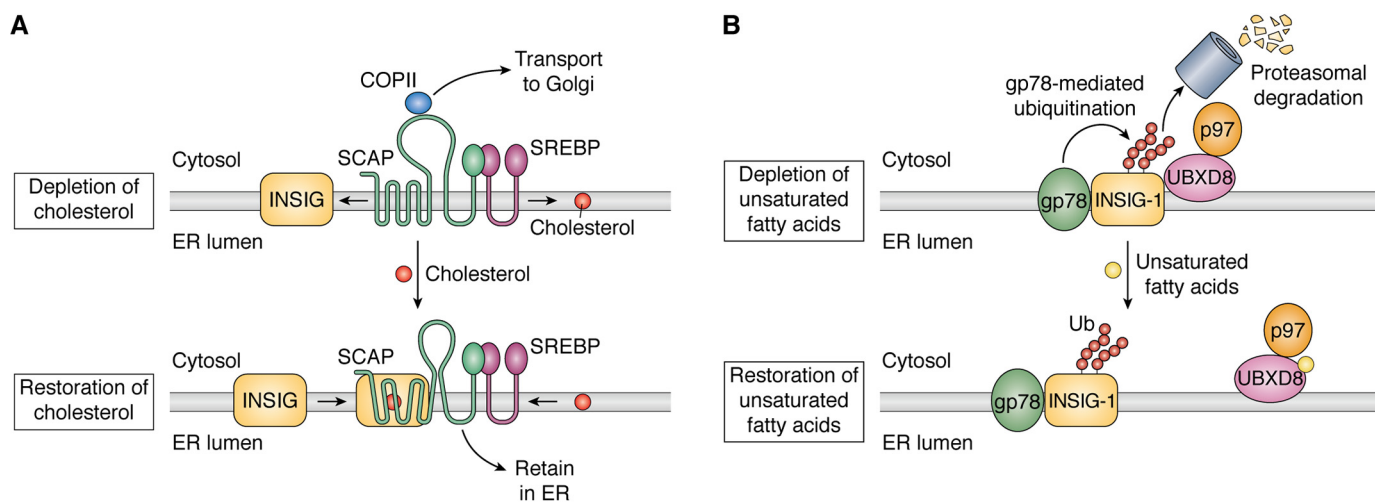 A
COPII
Transport
to Golgi
SCAP
SREBP
Cytosol
Depletion of
cholesterol
INSIG
Cholesterol
ER lumen
Cholesterol
SCAP
SREBP
Cytosol
Restoration of
cholesterol
INSIG
ER lumen
Retain
in ER
B
gp78-mediated
ubiquitination
Proteasomal
degradation
p97
Cytosol
UBXD8
Depletion of
unsaturated
fatty acids
gp78
INSIG-1
ER lumen
Unsaturated
fatty acids
Ub
p97
Cytosol
UBXD8
Restoration of
unsaturated
fatty acids
gp78
INSIG-1
ER lumen